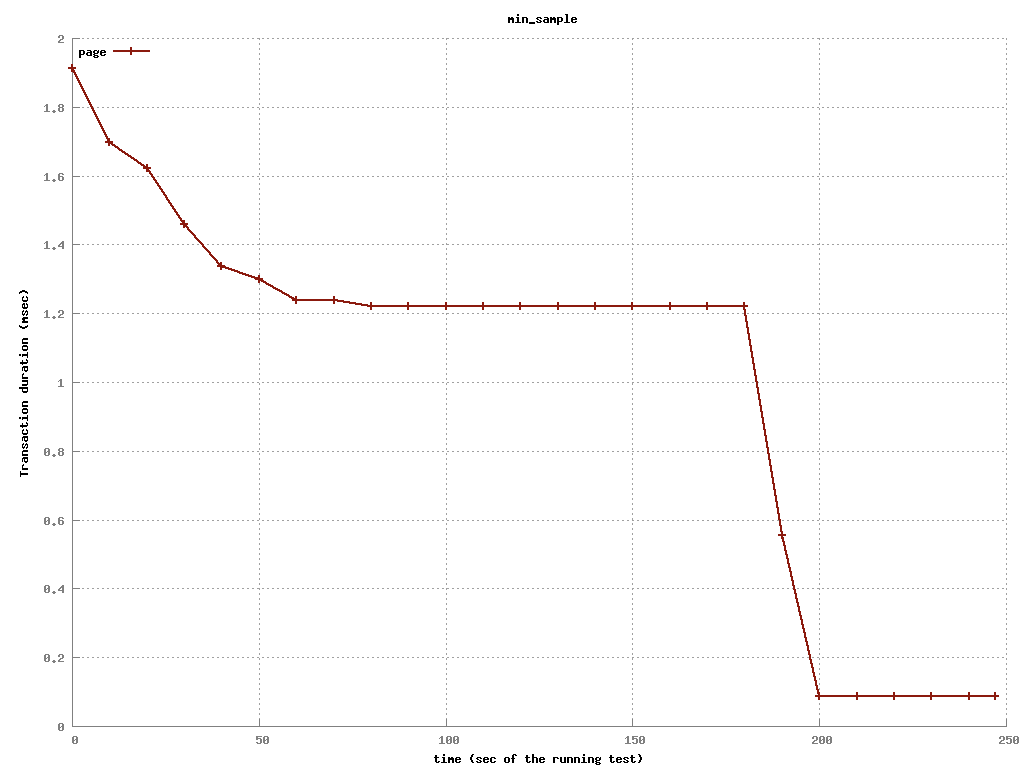 min_sample
page
2
1.8
1.6
1.4
1.2
1
0.8
0.6
0.4
0.2
0
Transaction duration (msec)
0 50 100 150 200 250
time (sec of the running test)